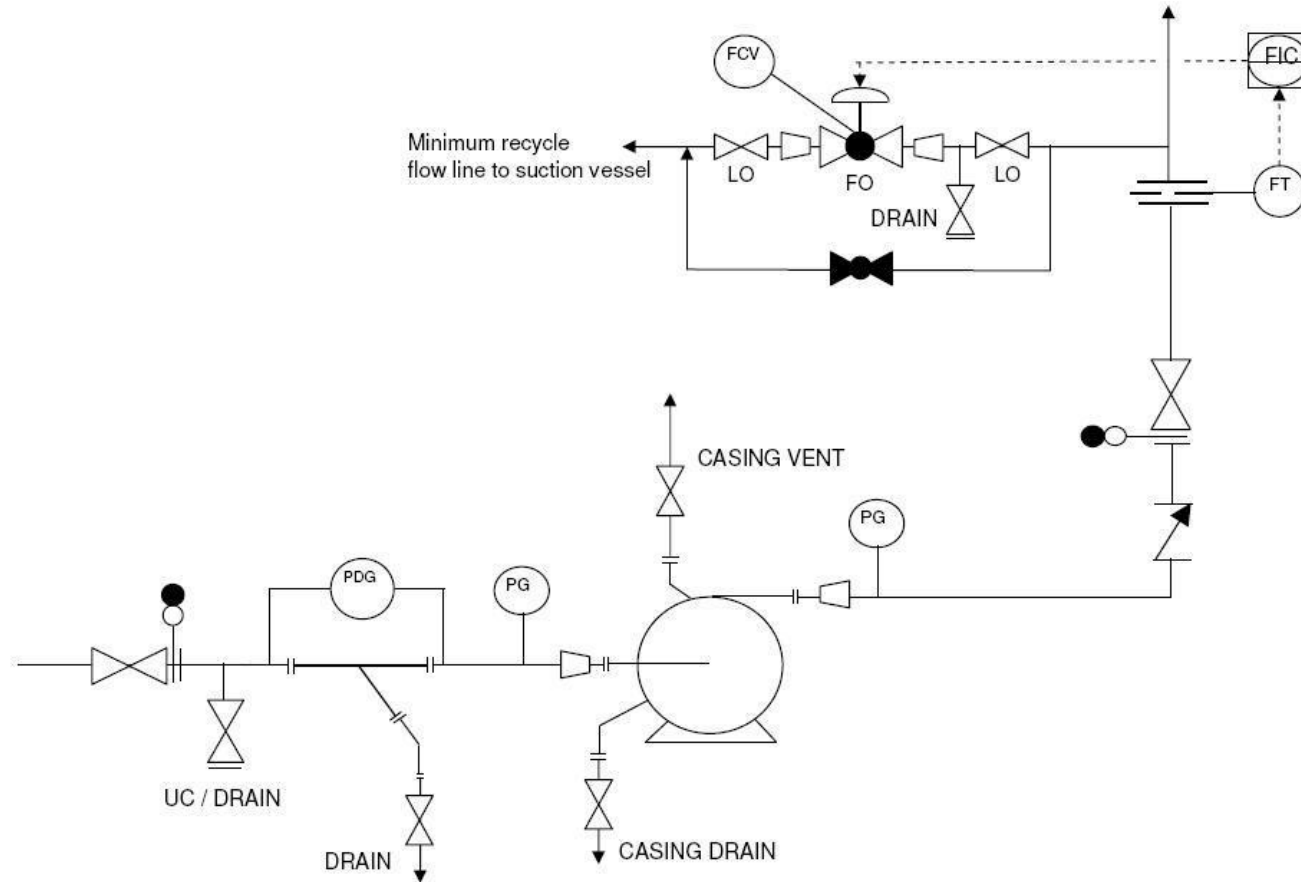 FCV
FIC
Minimum recycle
flow line to suction vessel
LO
FO
LO
FT
DRAIN
CASING VENT
PG
PDG
PG
UC / DRAIN
DRAIN
CASING DRAIN